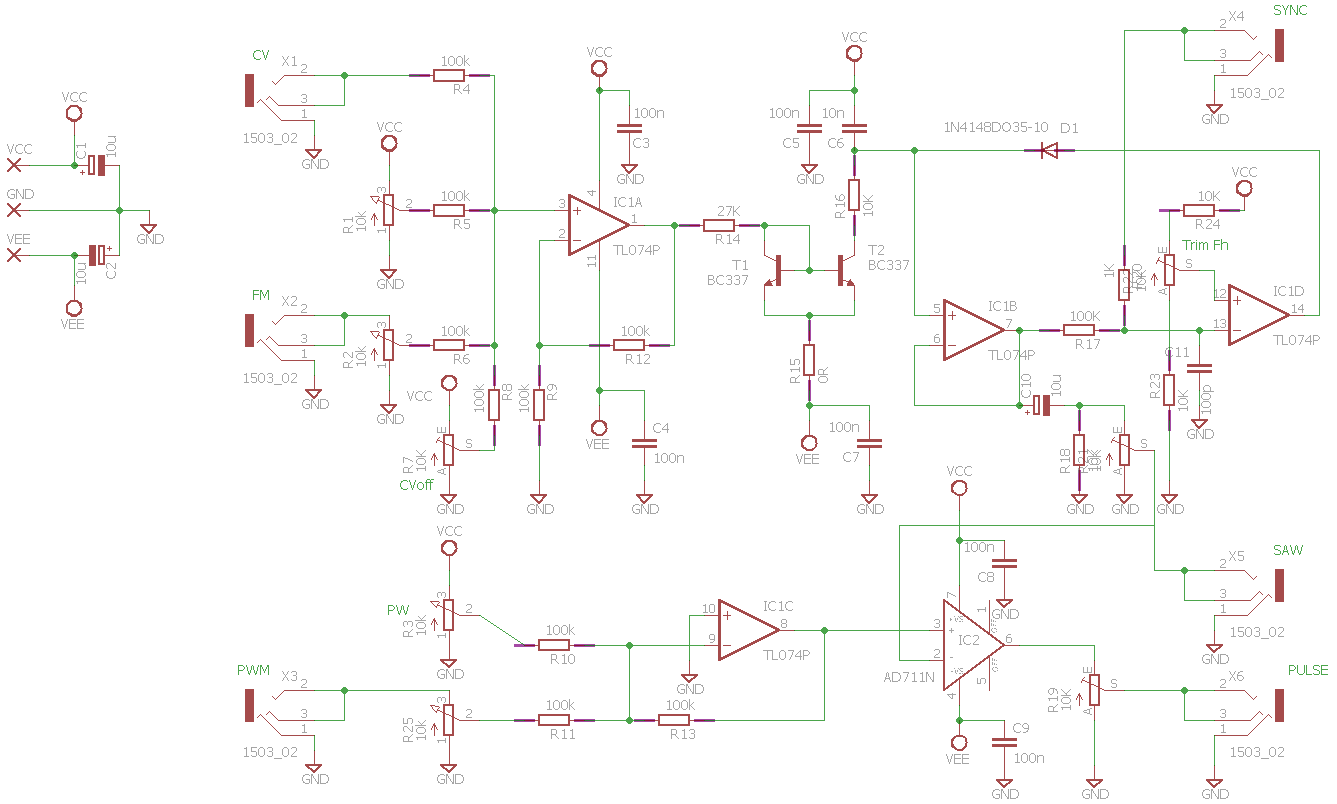 SYNC
X4
2
3
1
1503_02
GND
CV
X1
2
3
1
1503_02
GND
100k
R4
VCC
VCC
C1
10u
VCC
GND
VEE
GND
10u
C2
VEE
VCC
3
2
1
R1
10k
GND
100k
R5
VCC
100n
C3
GND
4
IC1A
3
2
1
11
TL074P
27K
R14
VCC
100n
10n
C5
C6
GND
R16
10K
1N4148DO35-10
D1
T1
BC337
T2
BC337
VCC
10K
R24
Trim Fh
E
S
A
1K
R22
10K
12
13
14
IC1D
TL074P
FM
X2
2
3
1
1503_02
GND
3
2
1
R2
10k
GND
100k
R6
100k
R12
R15
0R
5
6
7
IC1B
TL074P
100K
R17
C11
100p
GND
R23
10K
GND
VCC
E
S
A
R7
10K
CVoff
GND
100k
R8
100k
R9
GND
VEE
C4
100n
GND
VEE
100n
C7
GND
C10
10u
R18
10K
GND
E
S
A
GND
VCC
3
2
1
PW
R3
10k
GND
100k
R10
10
9
8
IC1C
TL074P
GND
VCC
100n
C8
GND
7
1
+VS
OFF
3
2
6
IC2
-VS
OFF
AD711N
4
5
SAW
X5
2
3
1
1503_02
GND
PWM
X3
2
3
1
1503_02
GND
3
2
1
R25
10k
GND
100k
R11
100k
R13
VEE
C9
100n
GND
E
S
A
R19
10K
GND
PULSE
X6
2
3
1
1503_02
GND